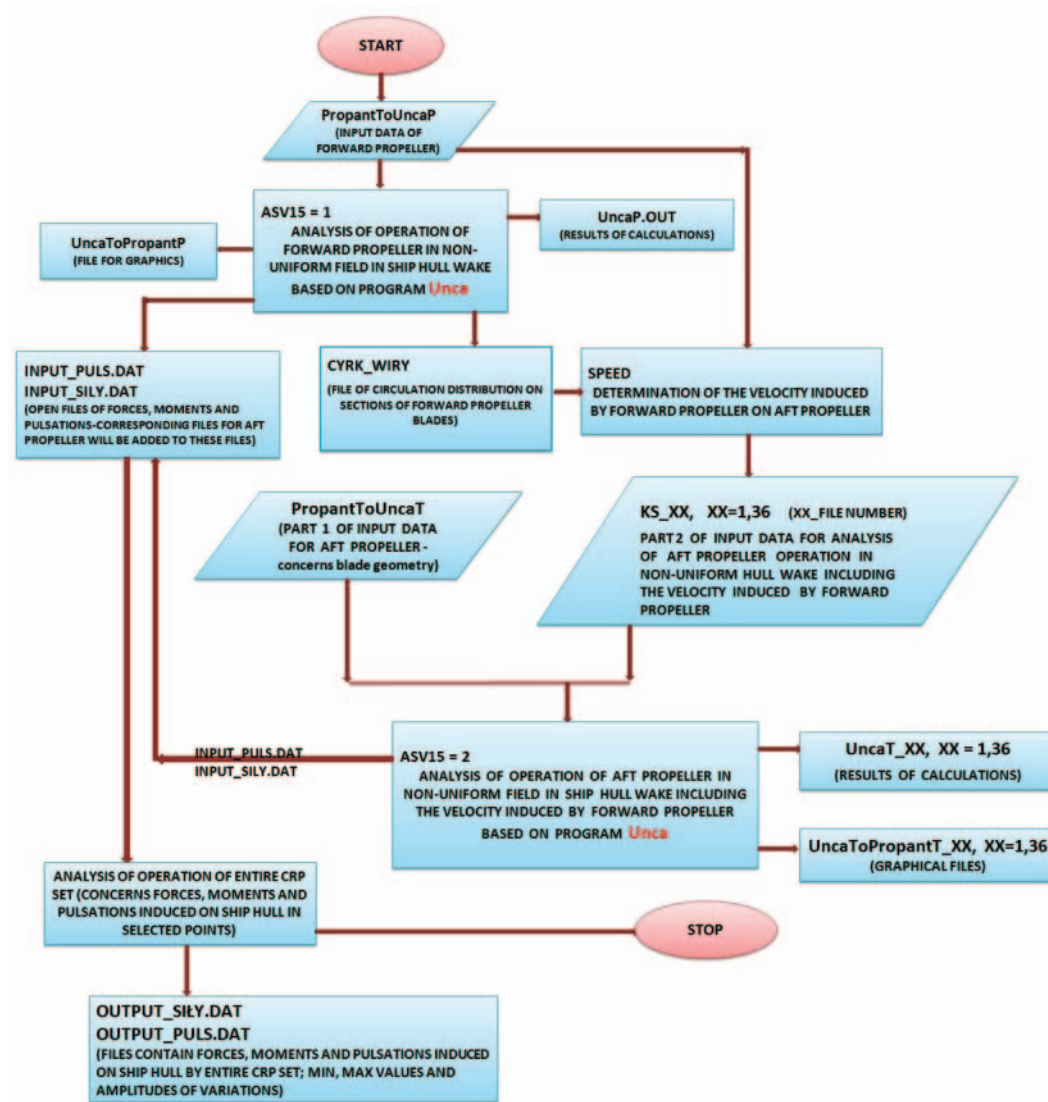 START
PropantToUncaP
(INPUT DATA OF
FORWARD PROPELLER)
ASV15 = 1
ANALYSIS OF OPERATION OF
FORWARD PROPELLER IN NON-
UNIFORM FIELD IN SHIP HULL WAKE
BASED ON PROGRAM Unca
UncaP.OUT
(RESULTS OF CALCULATIONS)
UncaToPropantP
(FILE FOR GRAPHICS)
INPUT_PULS.DAT
INPUT_SILY.DAT
(OPEN FILES OF FORCES, MOMENTS AND
PULSATIONS-CORRESPONDING FILES FOR AFT
PROPELLER WILL BE ADDED TO THESE FILES)
CYRK_WIRY
(FILE OF CIRCULATION DISTRIBUTION ON
SECTIONS OF FORWARD PROPELLER
BLADES)
SPEED
DETERMINATION OF THE VELOCITY INDUCED
BY FORWARD PROPELLER ON AFT PROPELLER
PropantToUncaT
(PART 1 OF INPUT DATA
FOR AFT PROPELLER -
concerns blade geometry)
KS_XX, XX=1,36 (XX_FILE NUMBER)
PART 2 OF INPUT DATA FOR ANALYSIS
OF AFT PROPELLER OPERATION IN
NON-UNIFORM HULL WAKE INCLUDING
THE VELOCITY INDUCED BY FORWARD
PROPELLER
INPUT_PULS.DAT
INPUT_SILY.DAT
ASV15 = 2
ANALYSIS OF OPERATION OF AFT PROPELLER IN
NON-UNIFORM FIELD IN SHIP HULL WAKE INCLUDING
THE VELOCITY INDUCED BY FORWARD PROPELLER
BASED ON PROGRAM Unca
UncaT_XX, XX = 1,36
(RESULTS OF CALCULATIONS)
UncaToPropantT_XX, XX=1,36
(GRAPHICAL FILES)
ANALYSIS OF OPERATION OF ENTIRE CRP
SET (CONCERNS FORCES, MOMENTS AND
PULSATIONS INDUCED ON SHIP HULL IN
SELECTED POINTS)
STOP
OUTPUT_SIŁY.DAT
OUTPUT_PULS.DAT
(FILES CONTAIN FORCES, MOMENTS AND PULSATIONS INDUCED
ON SHIP HULL BY ENTIRE CRP SET; MIN, MAX VALUES AND
AMPLITUDES OF VARIATIONS)